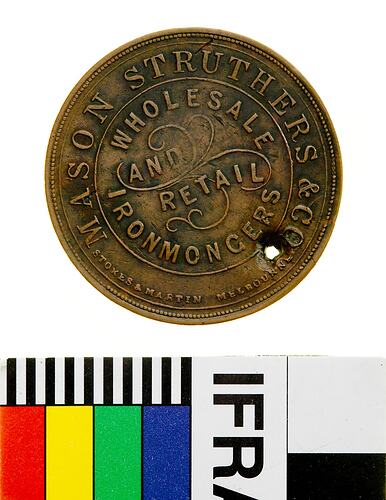 MASON STRUTHERS & CO
WHOLESALE
AND
RETAIL
IRONMONGERS
STOKES & MARTIN MELBOURNE
IFRA